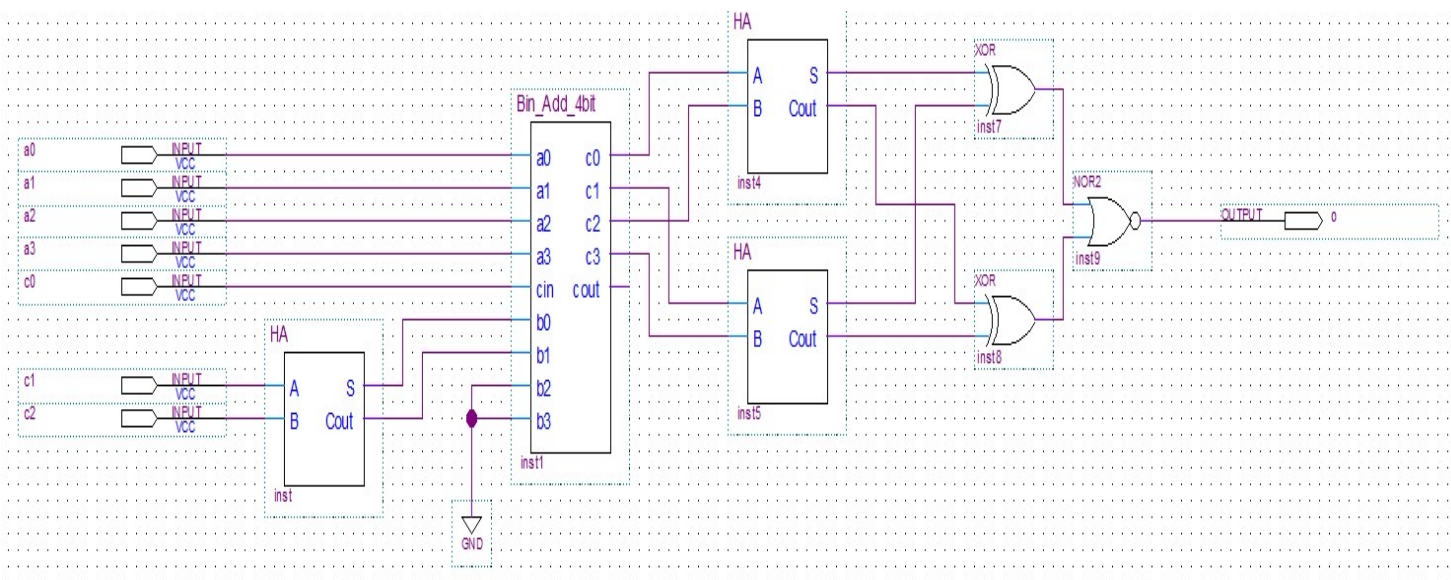 HA
A S
B Cout
inst4
XOR
inst7
Bin_Add_4bit
a0 c0
a1 c1
a2 c2
a3 c3
cin cout
b0
b1
b2
b3
inst1
a0 INPUT
VCC
a1 INPUT
VCC
a2 INPUT
VCC
a3 INPUT
VCC
c0 INPUT
VCC
NOR2
inst9
OUTPUT o
HA
A S
B Cout
inst5
XOR
inst8
HA
A S
B Cout
inst
c1 INPUT
VCC
c2 INPUT
VCC
GND